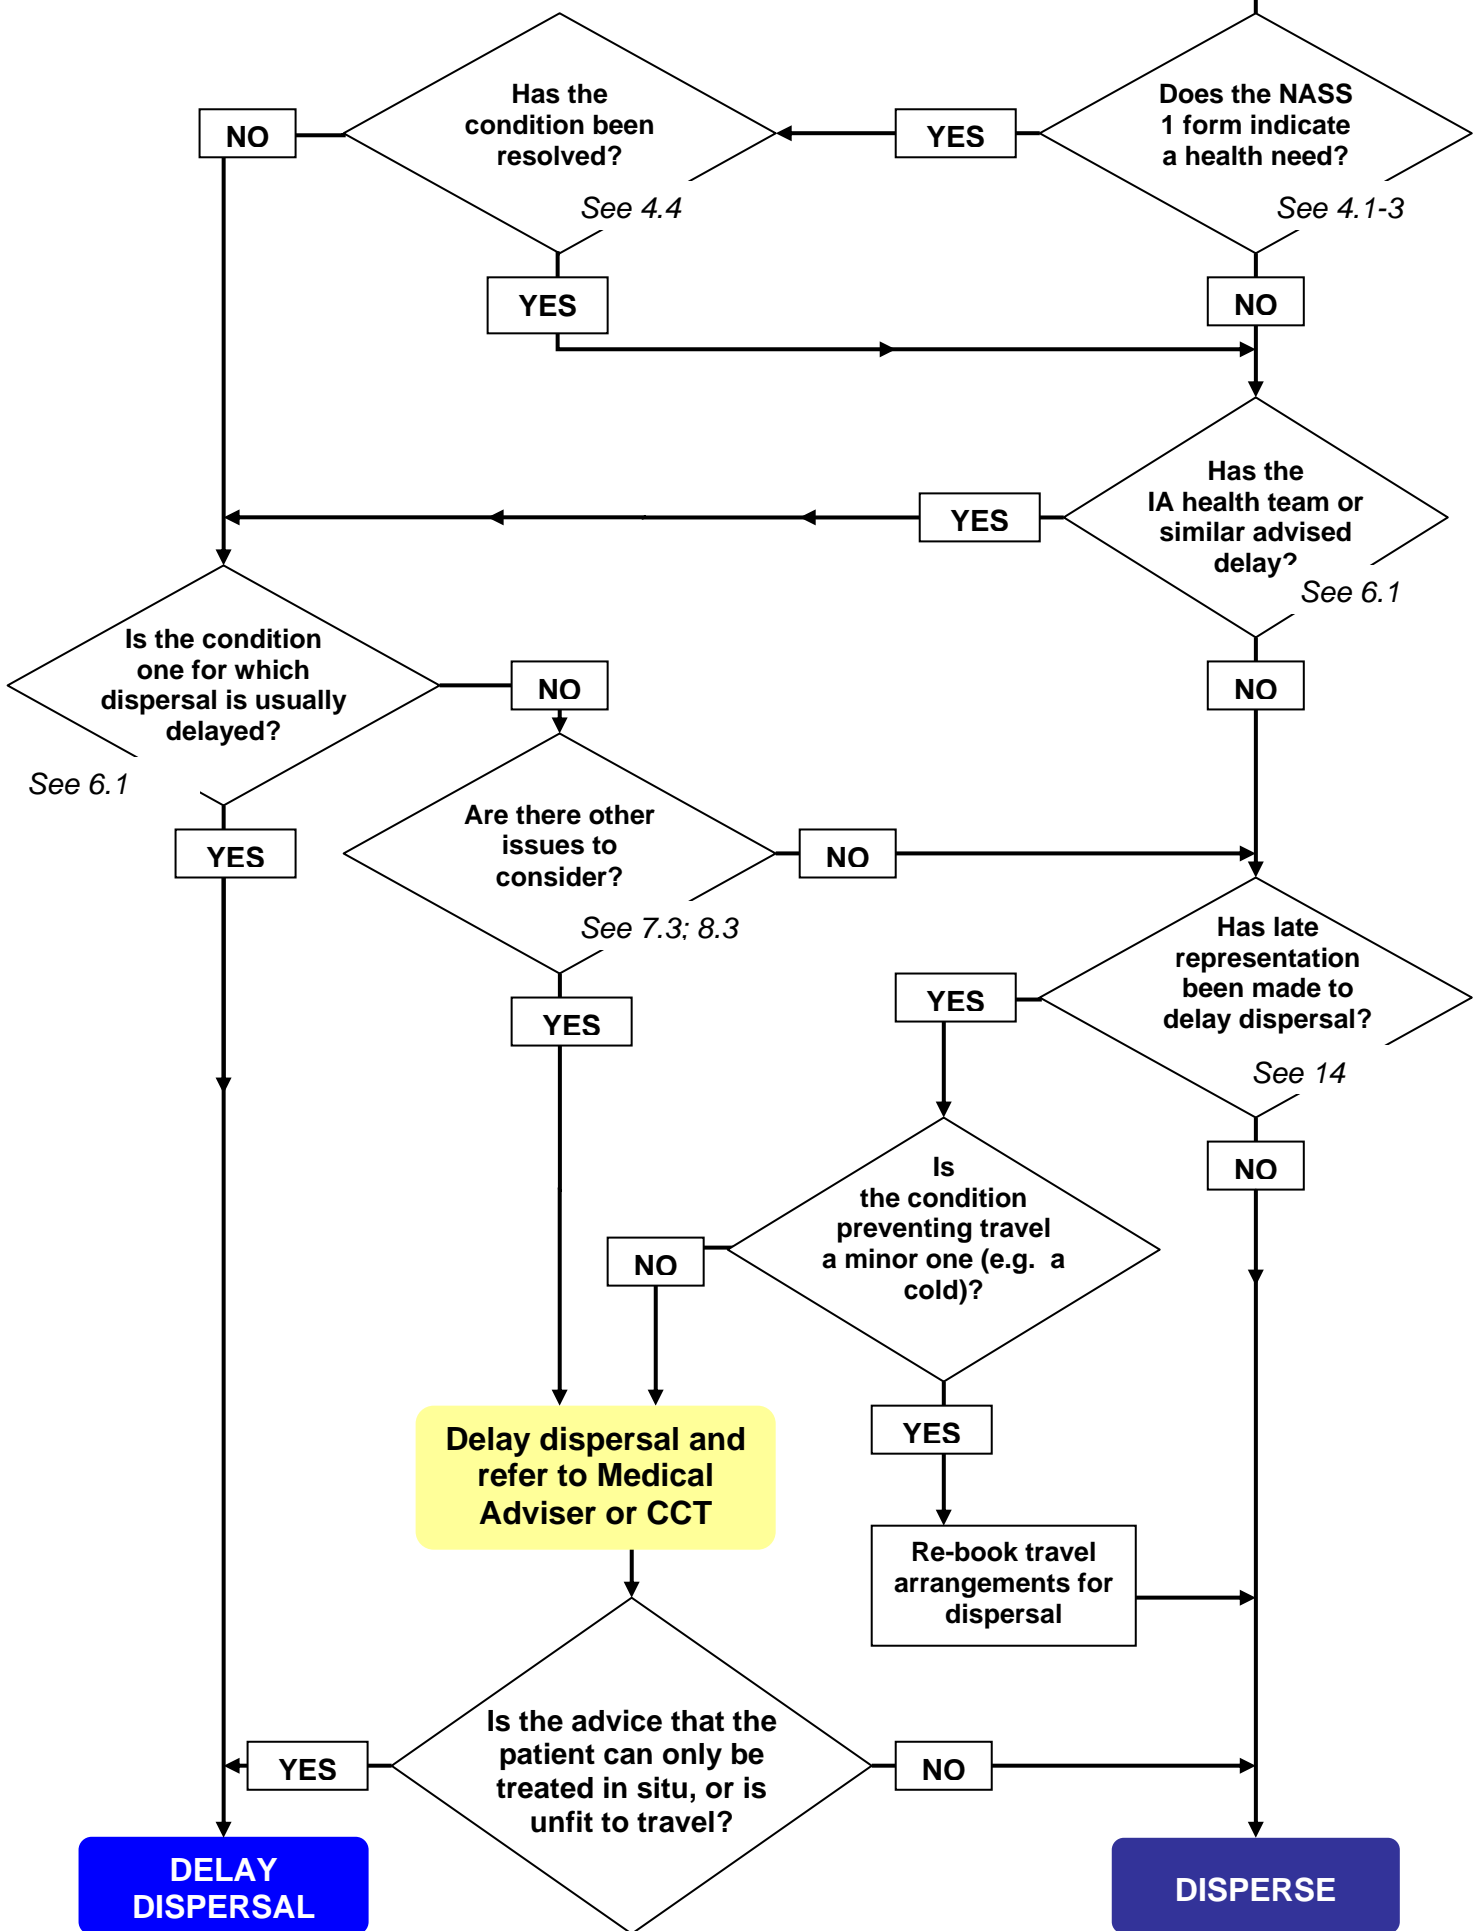 Has the
condition been
resolved?
See 4.4
NO
YES
Does the NASS
1 form indicate
a health need?
See 4.1-3
YES
NO
Has the
IA health team or
similar advised
delay?
See 6.1
YES
NO
Is the condition
one for which
dispersal is usually
delayed?
See 6.1
NO
YES
Are there other
issues to
consider?
See 7.3; 8.3
NO
YES
Has late
representation
been made to
delay dispersal?
See 14
YES
NO
Is
the condition
preventing travel
a minor one (e.g. a
cold)?
NO
YES
Delay dispersal and
refer to Medical
Adviser or CCT
Re-book travel
arrangements for
dispersal
Is the advice that the
patient can only be
treated in situ, or is
unfit to travel?
YES
NO
DELAY
DISPERSAL
DISPERSE